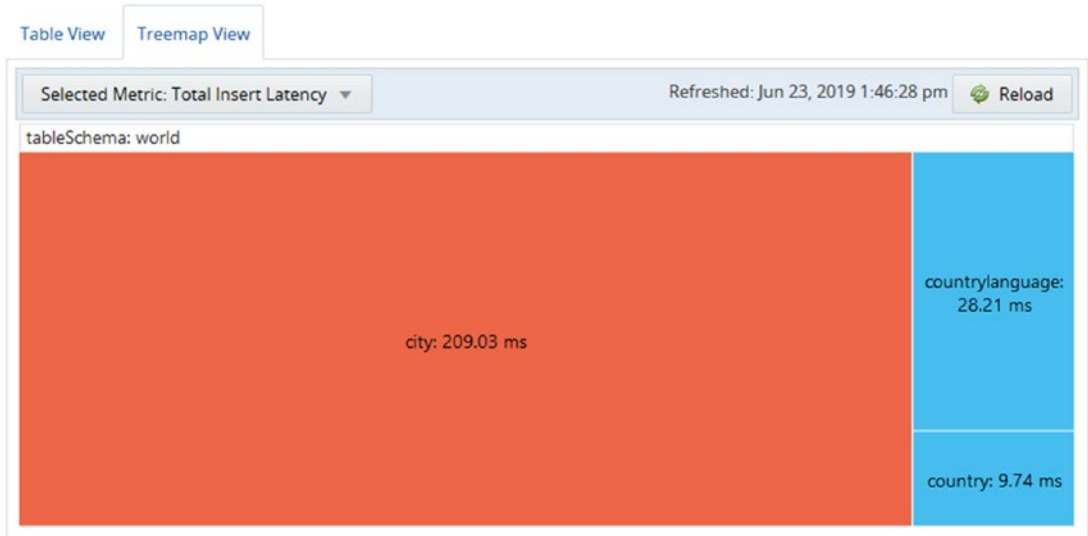 Table View Treemap View
Selected Metric: Total Insert Latency Refreshed: Jun 23, 2019 1:46:28 pm Reload
tableSchema: world
city: 209.03 ms
countrylanguage:
28.21 ms
country: 9.74 ms